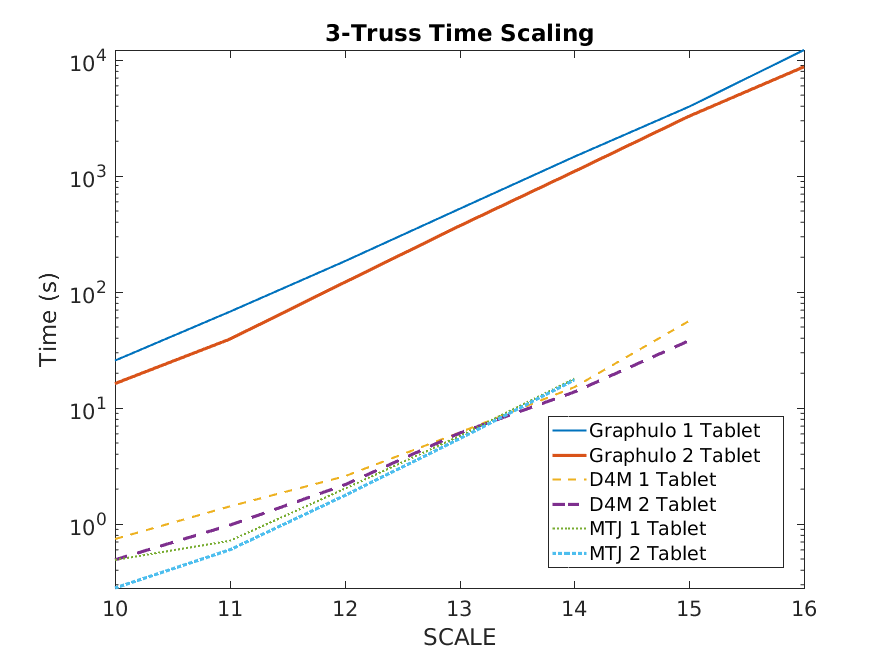 3-Truss Time Scaling
Time (s)
10^4
10^3
10^2
10^1
10^0
10 11 12 13 14 15 16
SCALE
Graphulo 1 Tablet
Graphulo 2 Tablet
D4M 1 Tablet
D4M 2 Tablet
MTJ 1 Tablet
MTJ 2 Tablet